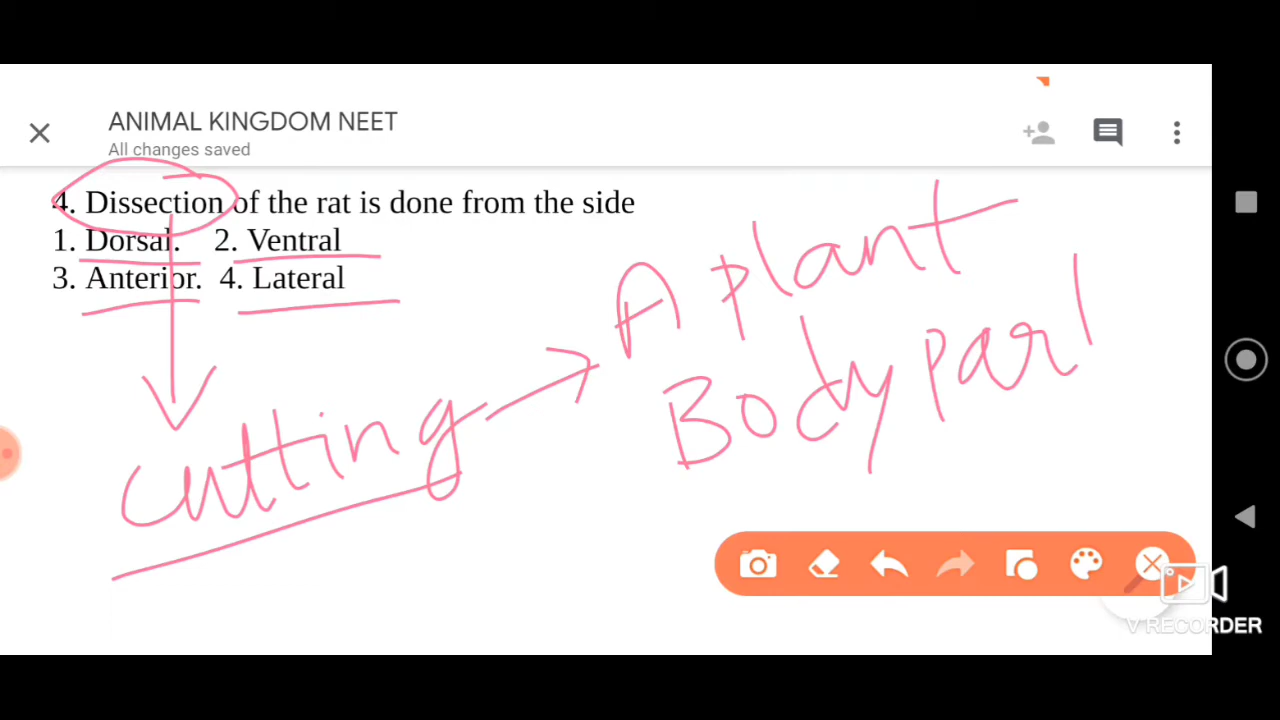 ANIMAL KINGDOM NEET
All changes saved
4. Dissection of the rat is done from the side
1. Dorsal. 2. Ventral
3. Anterior. 4. Lateral
A plant
Body part
cutting
V RECORDER